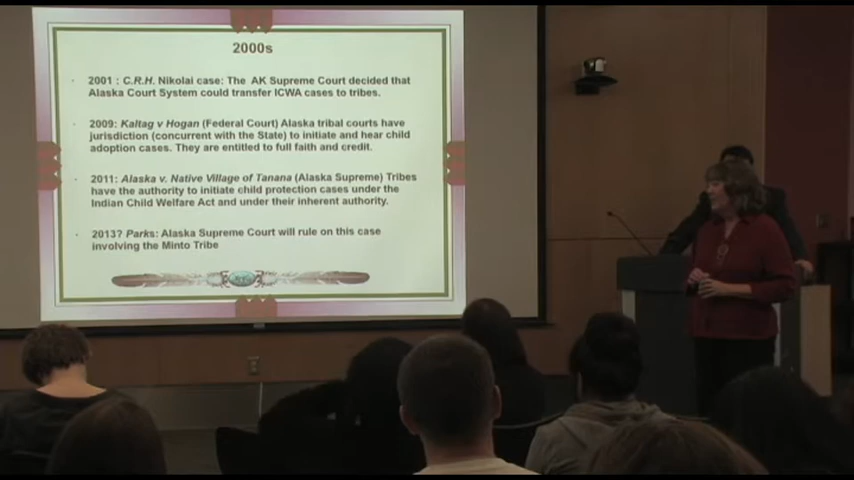 2000s
2001 : C.R.H. Nikolai case: The AK Supreme Court decided that
Alaska Court System could transfer ICWA cases to tribes.
2009: Kaltag v Hogan (Federal Court) Alaska tribal courts have
jurisdiction (concurrent with the State) to initiate and hear child
adoption cases. They are entitled to full faith and credit.
2011: Alaska v. Native Village of Tanana (Alaska Supreme) Tribes
have the authority to initiate child protection cases under the
Indian Child Welfare Act and under their inherent authority.
2013? Parks: Alaska Supreme Court will rule on this case
involving the Minto Tribe